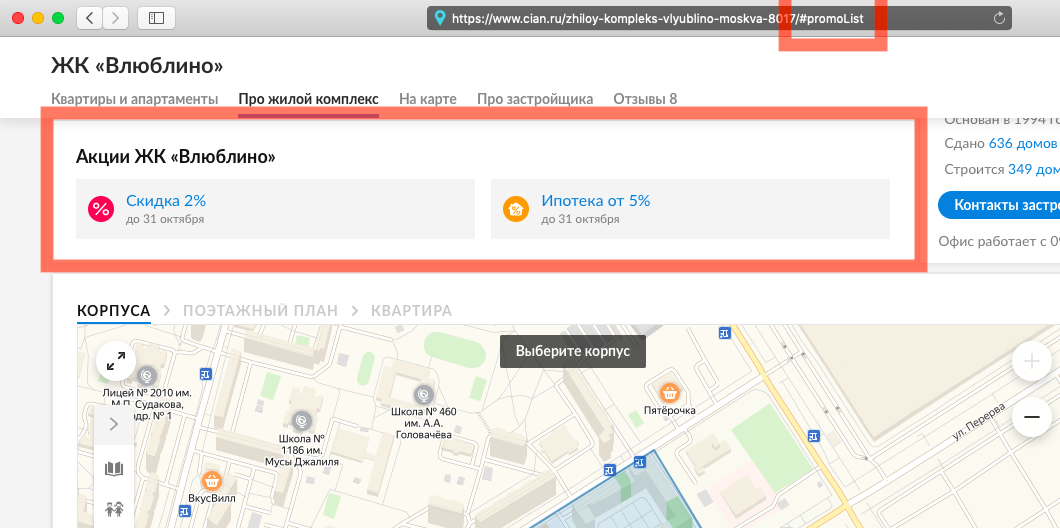 https://www.cian.ru/zhiloy-kompleks-vlyublino-moskva-8017/#promoList
ЖК «Влюблино»
Квартиры и апартаменты Про жилой комплекс На карте Про застройщика Отзывы 8
Основан в 1994 го
Сдано 636 домов
Строится 349 дом
Контакты застро
Офис работает с 09
Акции ЖК «Влюблино»
Скидка 2%
до 31 октября
Ипотека от 5%
до 31 октября
КОРПУСА ПОЭТАЖНЫЙ ПЛАН КВАРТИРА
Выберите корпус
Лицей № 2010 им.
М.П. Судакова,
др. № 1
Школа № 460
им. А.А.
Головачёва
Пятёрочка
ул. Перерва
Школа №
1186 им.
Мусы Джалиля
ВкусВилл